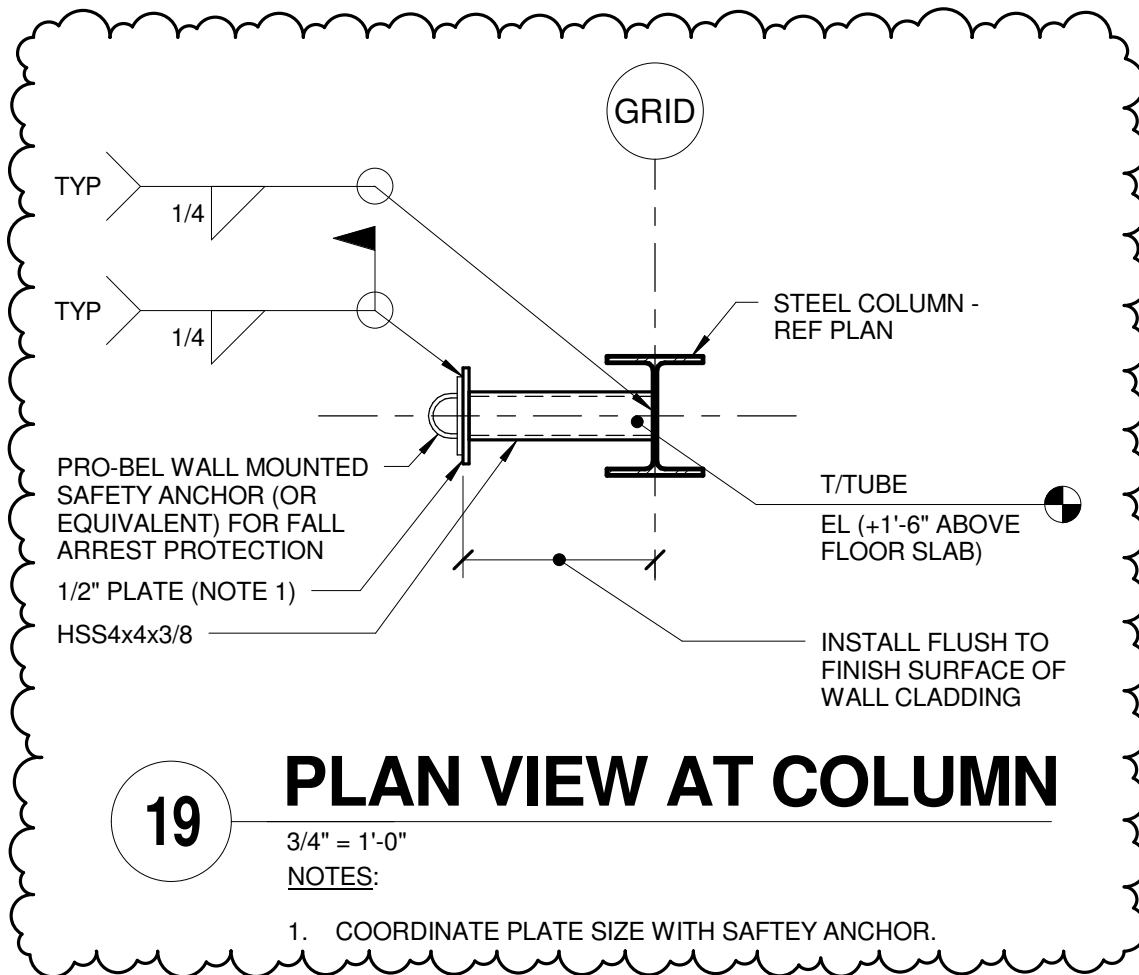 GRID
TYP
1/4
TYP
1/4
STEEL COLUMN -
REF PLAN
PRO-BEL WALL MOUNTED
SAFETY ANCHOR (OR
EQUIVALENT) FOR FALL
ARREST PROTECTION
1/2" PLATE (NOTE 1)
HSS4x4x3/8
T/TUBE
EL (+1'-6" ABOVE
FLOOR SLAB)
INSTALL FLUSH TO
FINISH SURFACE OF
WALL CLADDING
19
PLAN VIEW AT COLUMN
3/4" = 1'-0"
NOTES:
1. COORDINATE PLATE SIZE WITH SAFTEY ANCHOR.